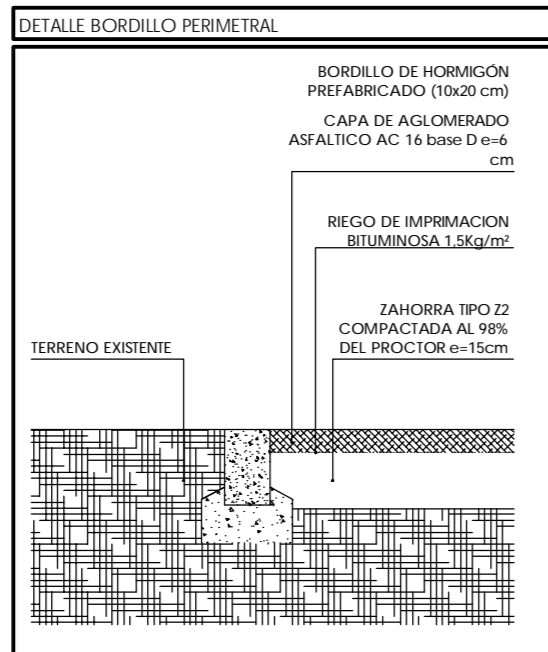 DETALLE BORDILLO PERIMETRAL
BORDILLO DE HORMIGÓN
PREFABRICADO (10x20 cm)
CAPA DE AGLOMERADO
ASFALTICO AC 16 base D e=6
cm
RIEGO DE IMPRIMACION
BITUMINOSA 1,5Kg/m²
ZAHORRA TIPO Z2
COMPACTADA AL 98%
DEL PROCTOR e=15cm
TERRENO EXISTENTE